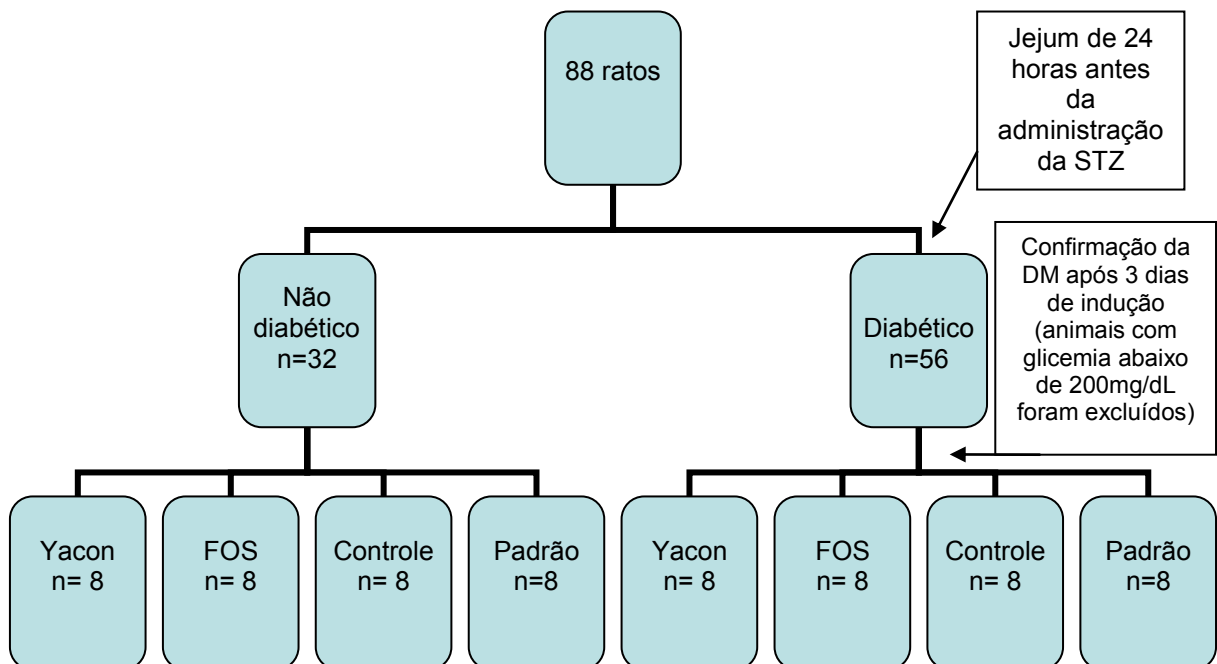 88 ratos
Jejum de 24
horas antes
da
administração
da STZ
Não
diabético
n=32
Diabético
n=56
Confirmação da
DM após 3 dias
de indução
(animais com
glicemia abaixo
de 200mg/dL
foram excluídos)
Yacon
n= 8
FOS
n= 8
Controle
n= 8
Padrão
n=8
Yacon
n= 8
FOS
n= 8
Controle
n= 8
Padrão
n=8